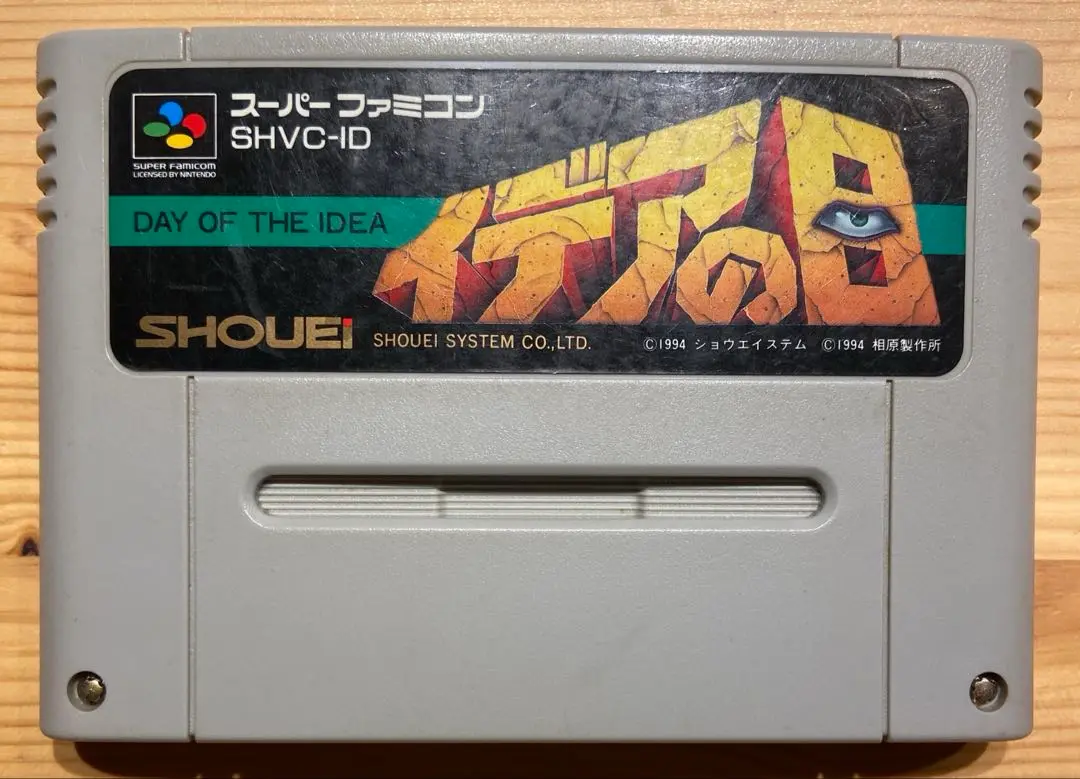 スーパーファミコン
SHVC-ID
SUPER FAMICOM
LICENSED BY NINTENDO
DAY OF THE IDEA
イデアの日
SHOUEi
SHOUEI SYSTEM CO.,LTD.
©1994 ショウエイステム ©1994 相原製作所